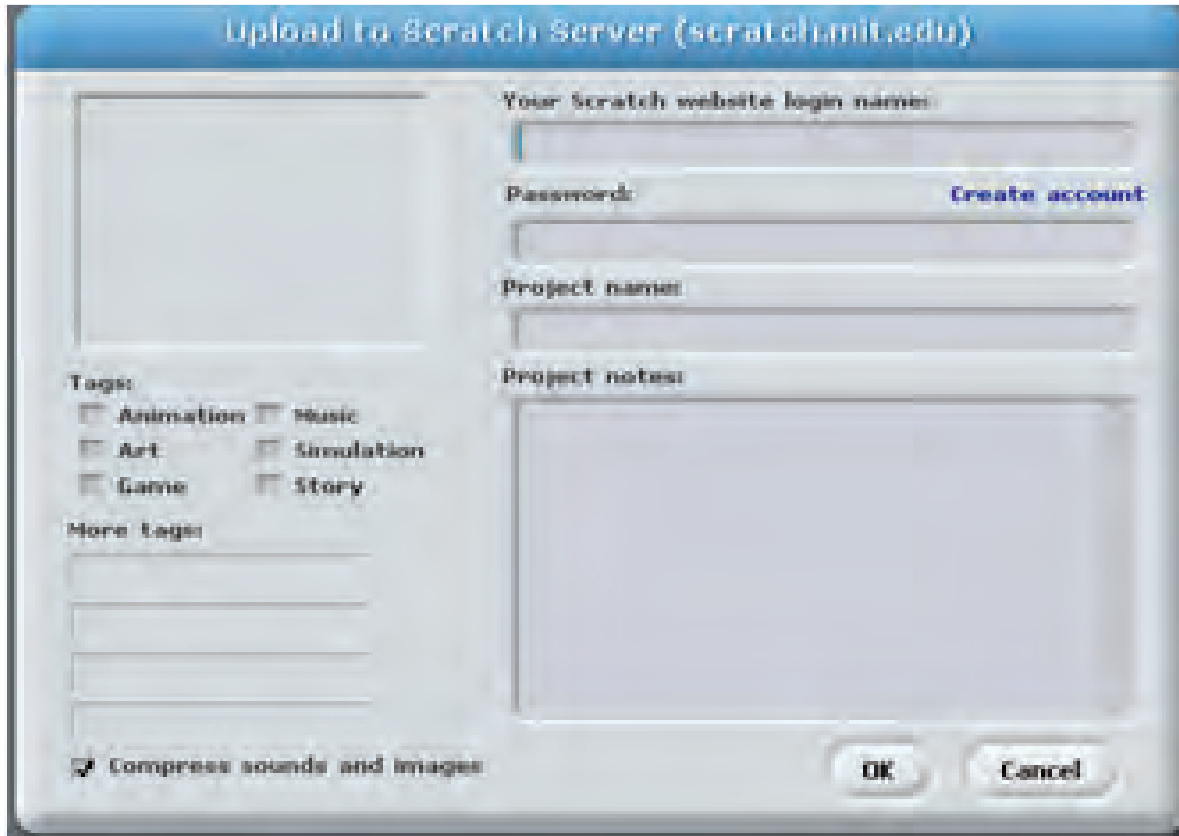 Upload to Scratch Server (scratch.mit.edu)
Your Scratch website login name:
Password:
Create account
Project name:
Project notes:
Tags:
Animation
Music
Art
Simulation
Game
Story
More tags:
Compress sounds and images
OK
Cancel